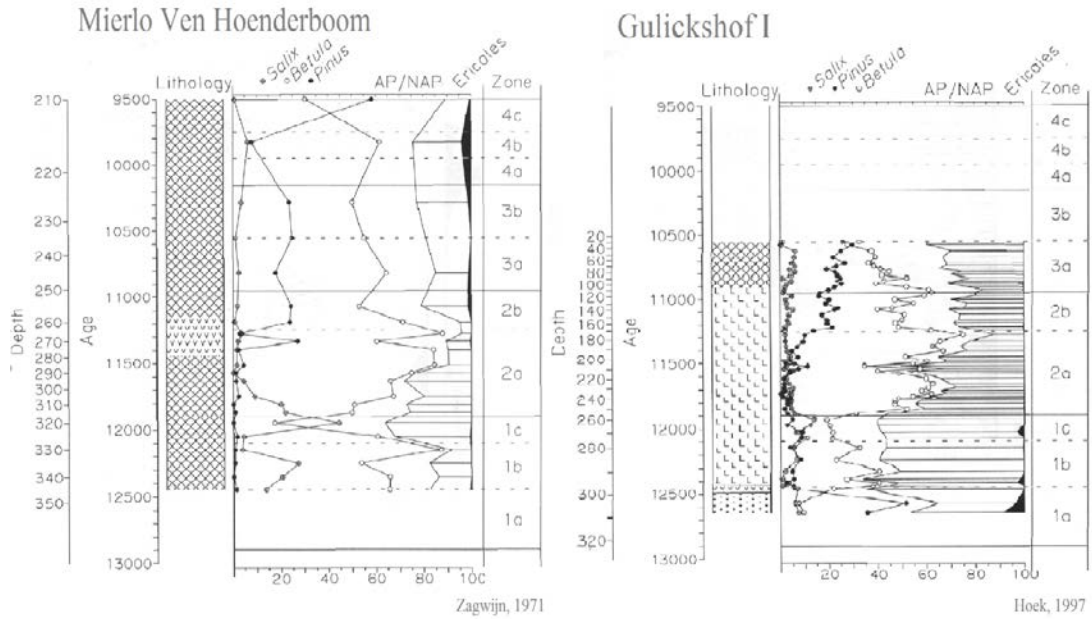 Mierlo Ven Hoenderboom
Salix
Betula
Pinus
Lithology
AP/NAP
Ericales
Zone
Depth
Age
210
220
230
240
250
260
270
280
290
300
310
320
330
340
350
9500
10000
10500
11000
11500
12000
12500
13000
4c
4b
4a
3b
3a
2b
2a
1c
1b
1a
20
40
60
80
100
Zagwijn, 1971
Gulickshof I
Salix
Pinus
Betula
Lithology
AP/NAP
Ericales
Zone
Depth
Age
20
40
60
80
100
120
140
160
170
200
210
220
230
240
260
280
300
320
9500
10000
10500
11000
11500
12000
12500
13000
4c
4b
4a
3b
3a
2b
2a
1c
1b
1a
20
40
60
80
100
Hoek, 1997